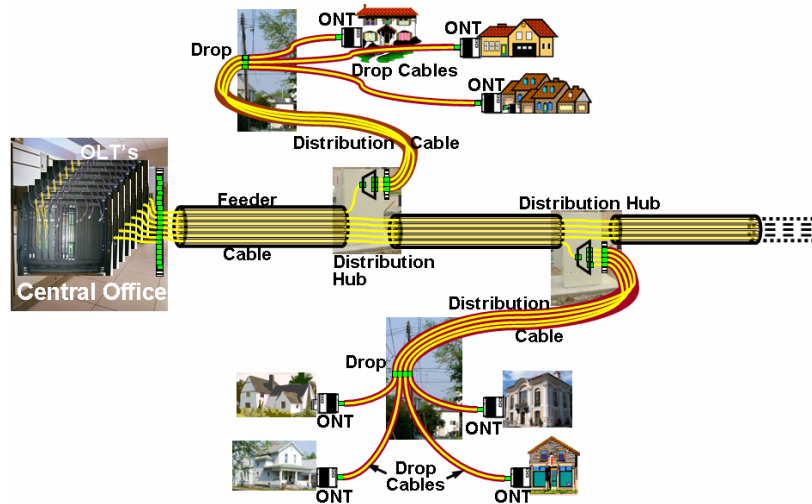 ONT
ONT
Drop
Drop Cables
ONT
Distribution Cable
OLT's
Feeder
Distribution Hub
Cable
Distribution
Hub
Central Office
Distribution
Cable
Drop
ONT
ONT
Drop
Cables
ONT
ONT